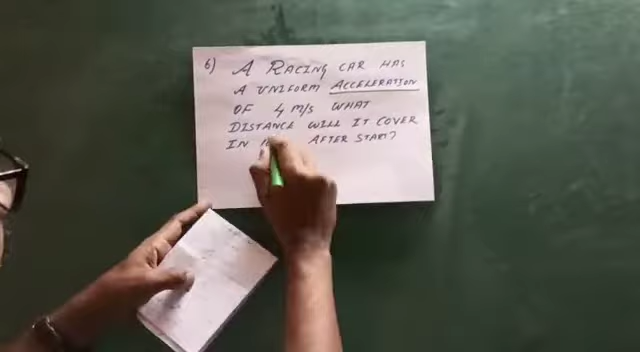 6) A RACING CAR HAS
A UNIFORM ACCELERATION
OF 4 M/S WHAT
DISTANCE WILL IT COVER
IN AFTER START?